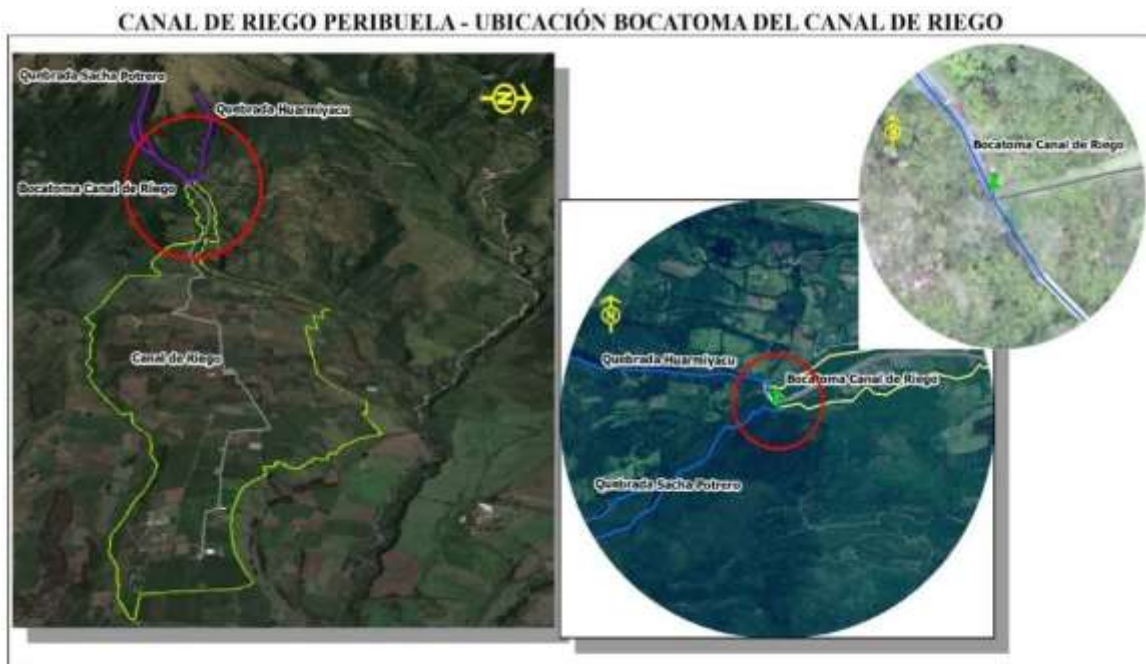 CANAL DE RIEGO PERIBUELA - UBICACIÓN BOCATOMA DEL CANAL DE RIEGO
Quebrada Sacha Potrero
Quebrada Huarmiyacu
N
Bocatoma Canal de Riego
Canal de Riego
N
Quebrada Huarmiyacu
Bocatoma Canal de Riego
Quebrada Sacha Potrero
N
Bocatoma Canal de Riego